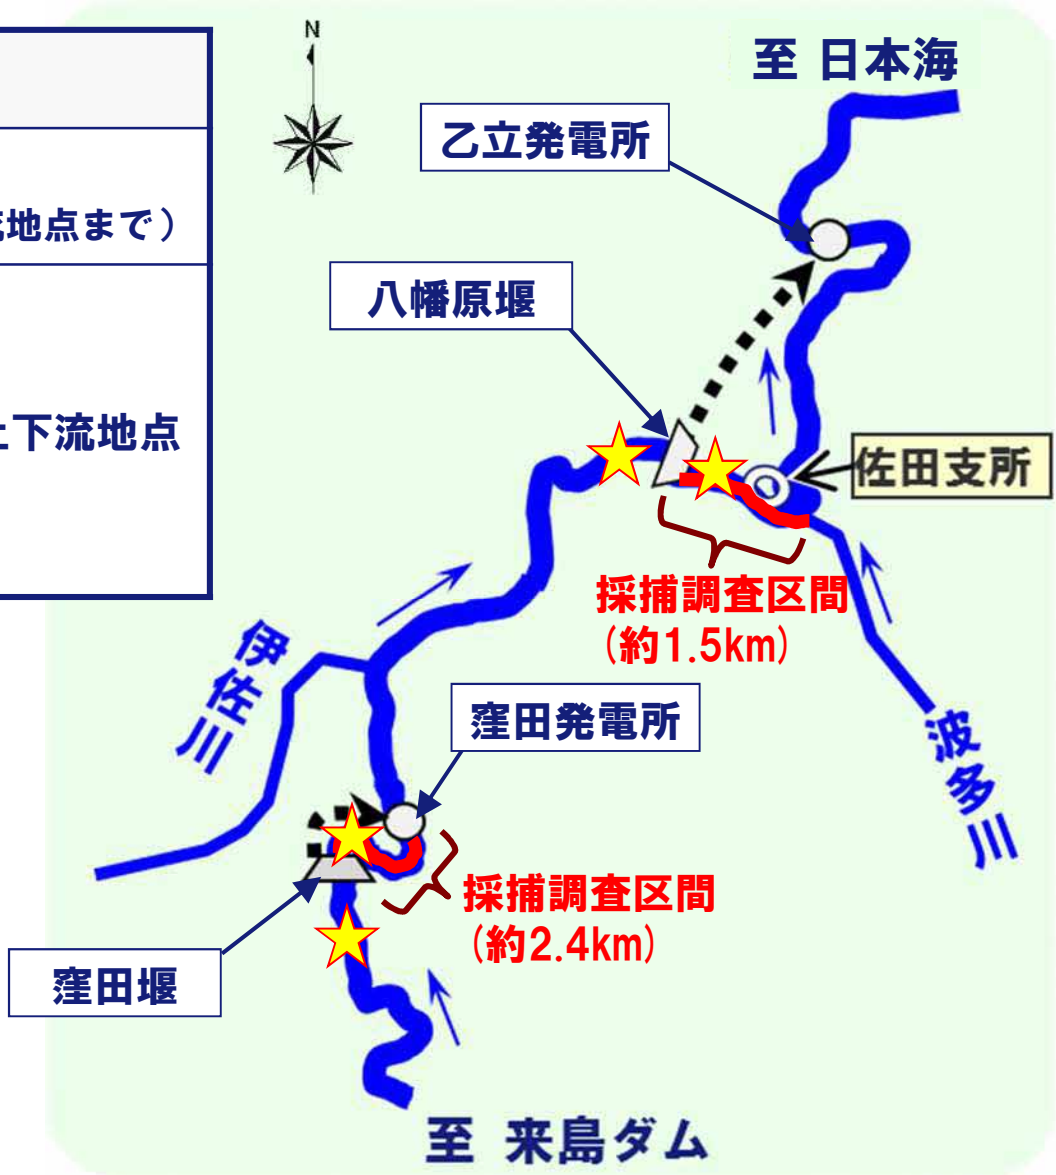 流地点まで）
上下流地点
N
至 日本海
乙立発電所
八幡原堰
佐田支所
採捕調査区間
(約1.5km)
伊佐川
窪田発電所
波多川
採捕調査区間
(約2.4km)
窪田堰
至 来島ダム